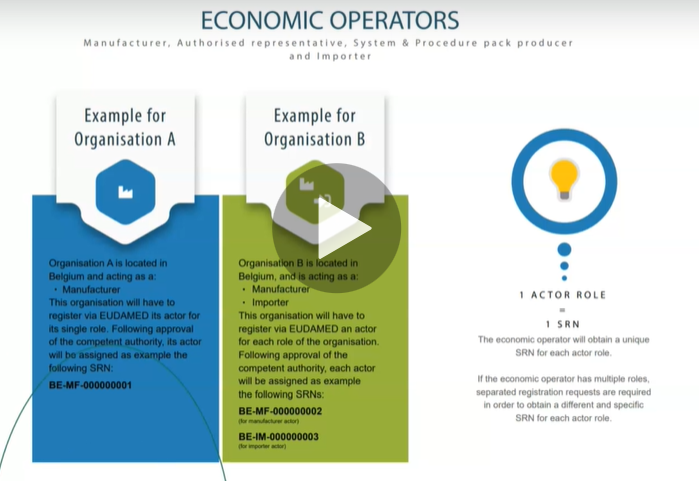 ECONOMIC OPERATORS
Manufacturer, Authorised representative, System & Procedure pack producer
and Importer
Example for
Organisation A
Organisation A is located in
Belgium and acting as a:
· Manufacturer
This organisation will have to
register via EUDAMED its actor for
its single role. Following approval
of the competent authority, its actor
will be assigned as example the
following SRN:
BE-MF-000000001
Example for
Organisation B
Organisation B is located in
Belgium, and is acting as a:
· Manufacturer
· Importer
This organisation will have to
register via EUDAMED an actor
for each role of the organisation.
Following approval of the
competent authority, each actor
will be assigned as example
the following SRNs:
BE-MF-000000002
(for manufacturer actor)
BE-IM-000000003
(for importer actor)
1 ACTOR ROLE
=
1 SRN
The economic operator will obtain a unique
SRN for each actor role.
If the economic operator has multiple roles,
separated registration requests are required
in order to obtain a different and specific
SRN for each actor role.